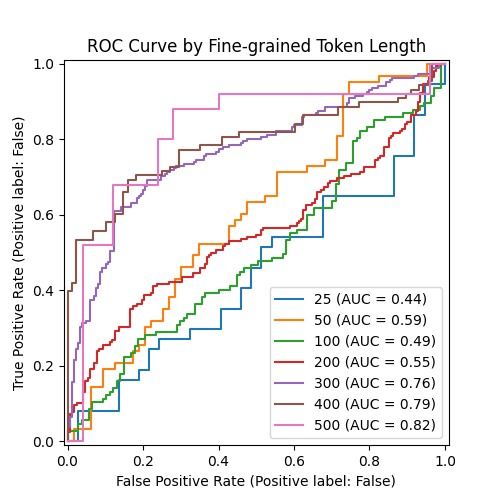 ROC Curve by Fine-grained Token Length
True Positive Rate (Positive label: False)
1.0
0.8
0.6
0.4
0.2
0.0
25 (AUC = 0.44)
50 (AUC = 0.59)
100 (AUC = 0.49)
200 (AUC = 0.55)
300 (AUC = 0.76)
400 (AUC = 0.79)
500 (AUC = 0.82)
0.0 0.2 0.4 0.6 0.8 1.0
False Positive Rate (Positive label: False)